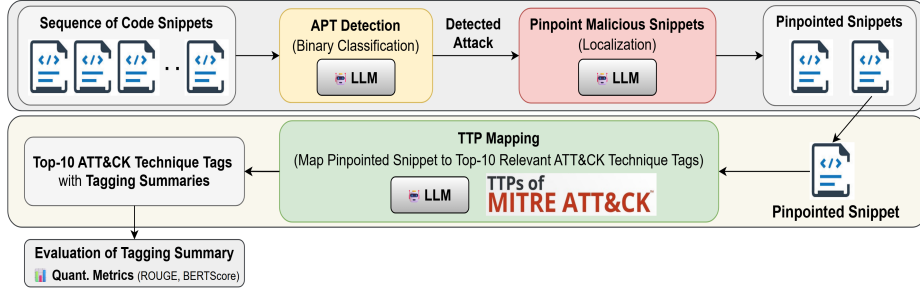 Sequence of Code Snippets
</>
</>
</>
. .
</>
APT Detection
(Binary Classification)
LLM
Detected
Attack
Pinpoint Malicious Snippets
(Localization)
LLM
Pinpointed Snippets
</>
</>
Pinpointed Snippet
</>
TTP Mapping
(Map Pinpointed Snippet to Top-10 Relevant ATT&CK Technique Tags)
LLM
TTPs of
MITRE ATT&CK™
Top-10 ATT&CK Technique Tags
with Tagging Summaries
Evaluation of Tagging Summary
Quant. Metrics (ROUGE, BERTScore)